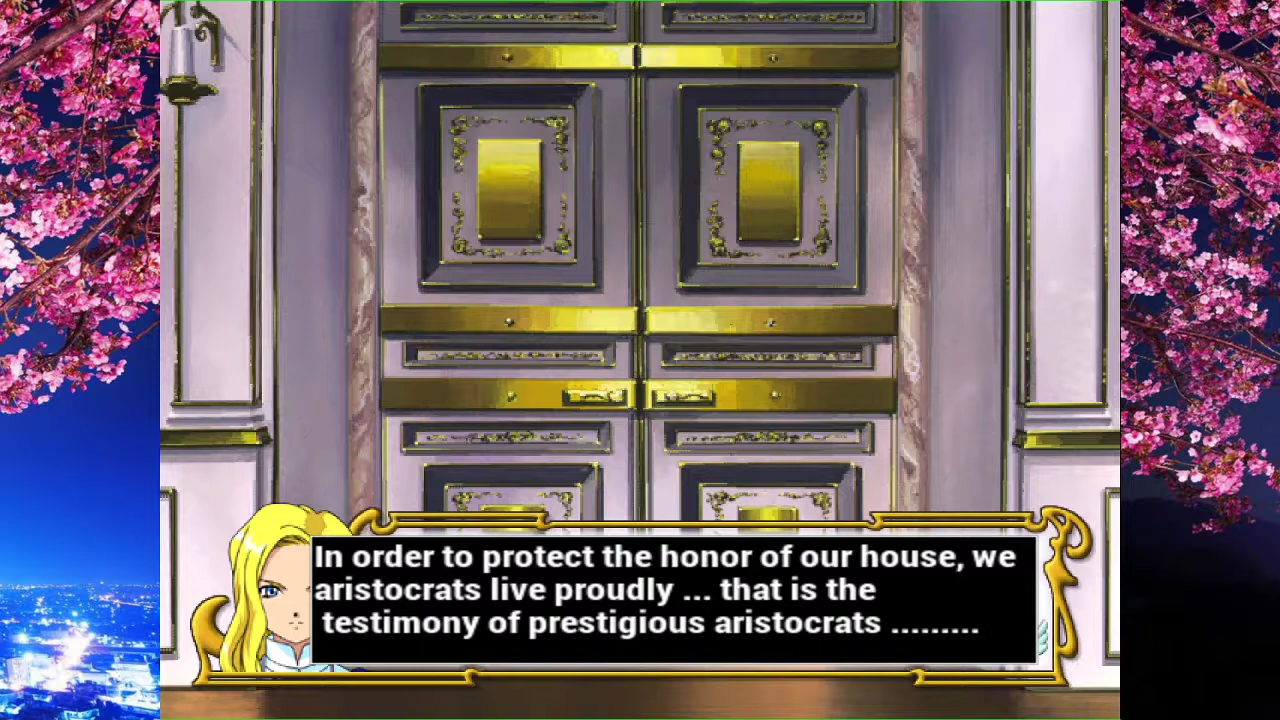 In order to protect the honor of our house, we
aristocrats live proudly ... that is the
testimony of prestigious aristocrats .........